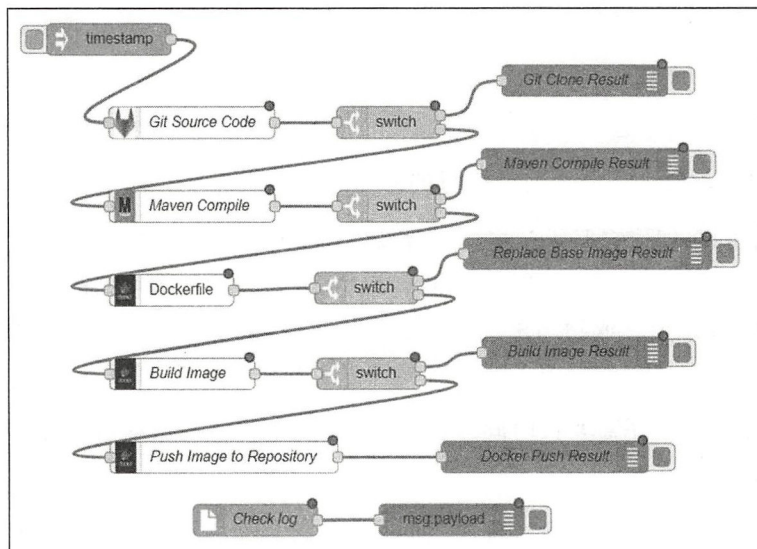 timestamp
Git Clone Result
Git Source Code
switch
Maven Compile Result
M
Maven Compile
switch
Replace Base Image Result
Dockerfile
switch
Build Image Result
Build Image
switch
Push Image to Repository
Docker Push Result
Check log
msg.payload